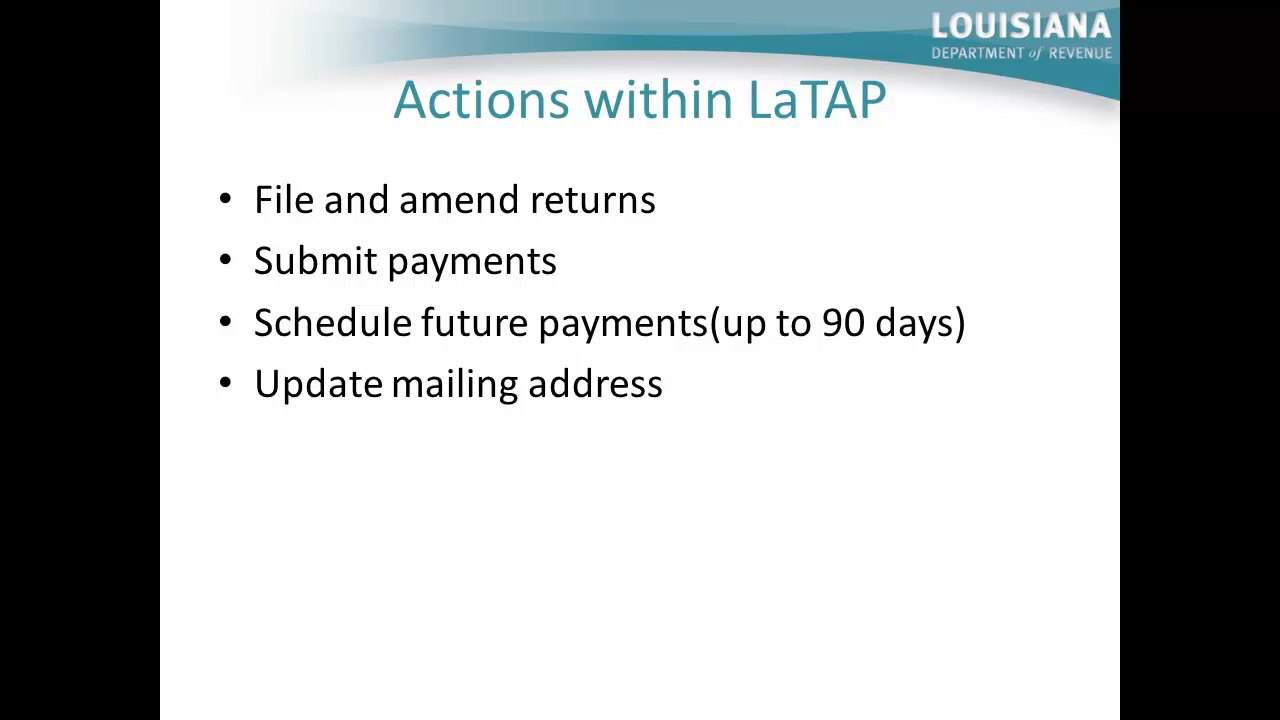 LOUISIANA
DEPARTMENT of REVENUE
Actions within LaTAP
• File and amend returns
• Submit payments
• Schedule future payments(up to 90 days)
• Update mailing address